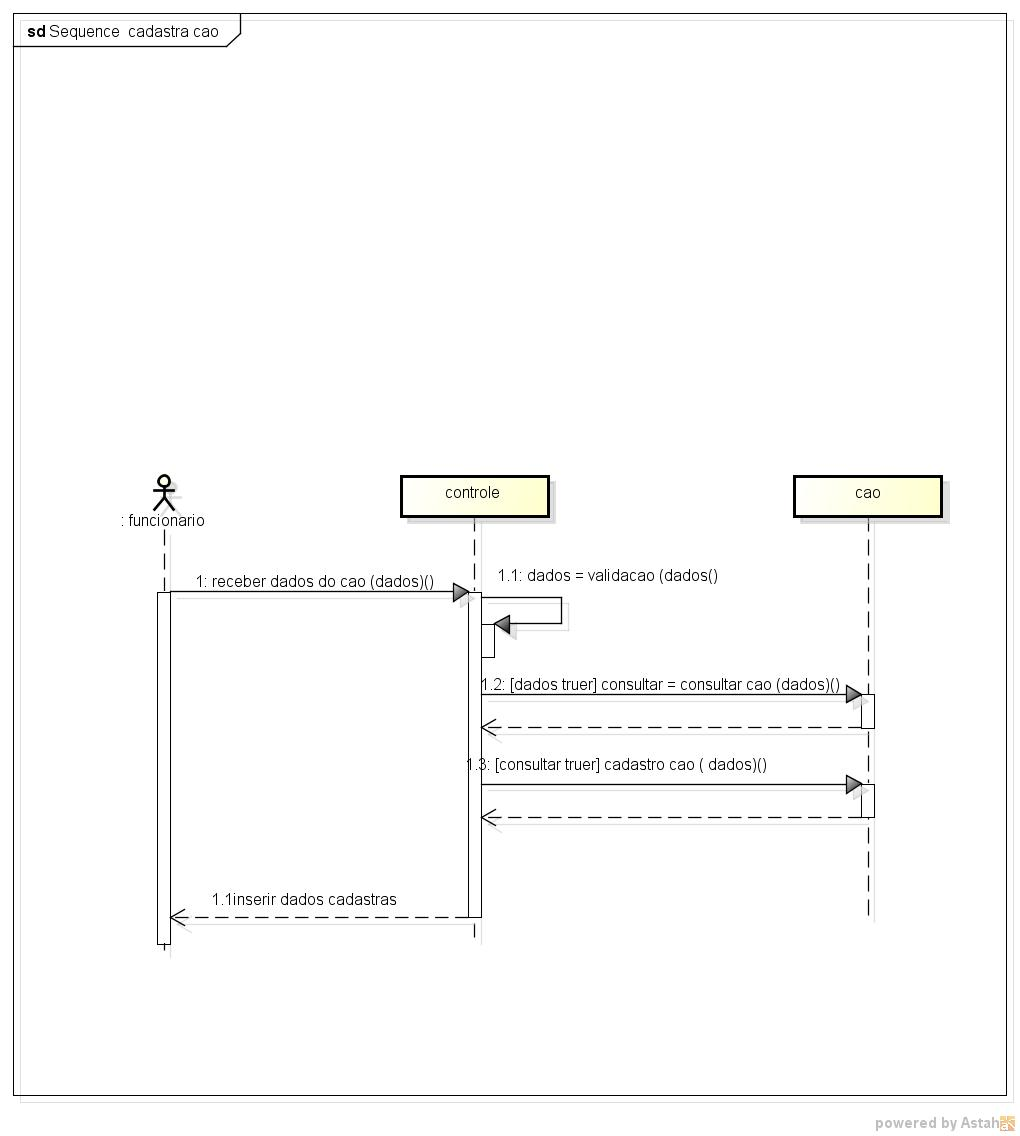 sd Sequence cadastra cao
: funcionario
controle
cao
1: receber dados do cao (dados)()
1.1: dados = validacao (dados()
1.2: [dados truer] consultar = consultar cao (dados)()
1.3: [consultar truer] cadastro cao ( dados)()
1.1inserir dados cadastras
powered by Astah